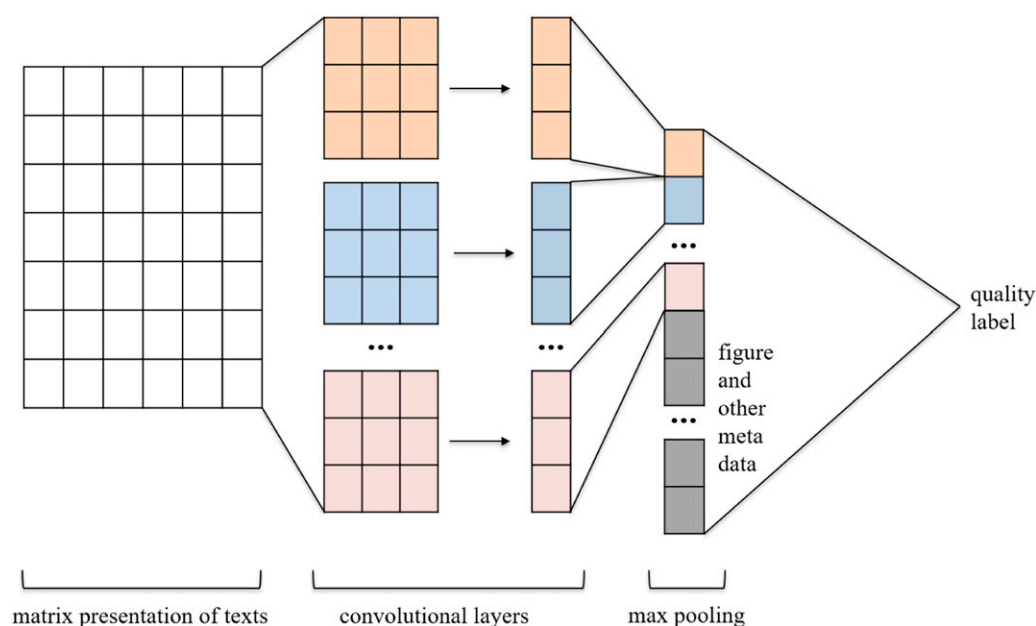 quality
label
figure
and
other
meta
data
matrix presentation of texts
convolutional layers
max pooling